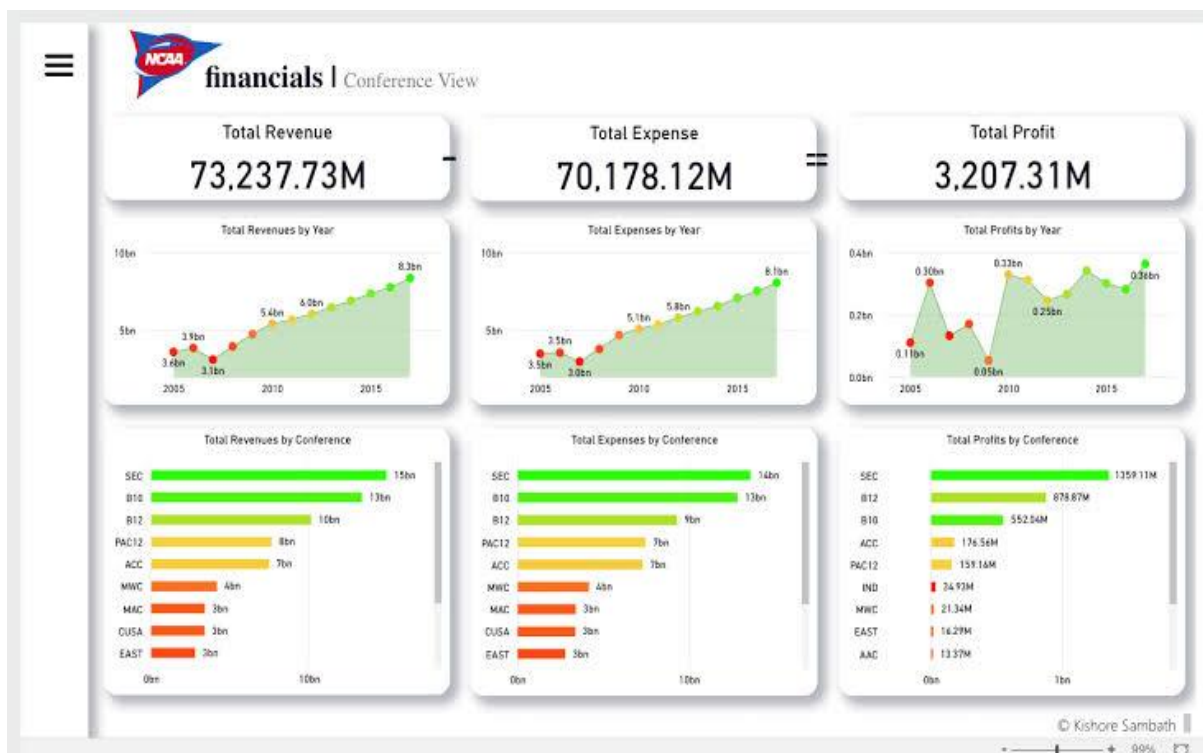 NCAA
financials | Conference View
Total Revenue
73,237.73M
-
Total Expense
70,178.12M
=
Total Profit
3,207.31M
Total Revenues by Year
10bn
5bn
3.6bn
3.9bn
3.1bn
5.4bn
6.0bn
8.3bn
2005
2010
2015
Total Expenses by Year
10bn
5bn
3.5bn
3.5bn
3.0bn
5.1bn
5.8bn
8.1bn
2005
2010
2015
Total Profits by Year
0.4bn
0.2bn
0.0bn
0.11bn
0.30bn
0.05bn
0.33bn
0.25bn
0.36bn
2005
2010
2015
Total Revenues by Conference
SEC 15bn
B10 13bn
B12 10bn
PAC12 8bn
ACC 7bn
MWC 4bn
MAC 3bn
CUSA 3bn
EAST 3bn
0bn 10bn
Total Expenses by Conference
SEC 14bn
B10 13bn
B12 9bn
PAC12 7bn
ACC 7bn
MWC 4bn
MAC 3bn
CUSA 3bn
EAST 3bn
0bn 10bn
Total Profits by Conference
SEC 1359.11M
B12 878.87M
B10 552.04M
ACC 176.56M
PAC12 159.16M
IND 24.93M
MWC 21.34M
EAST 16.29M
AAC 13.37M
0bn 1bn
© Kishore Sambath
- + 99%